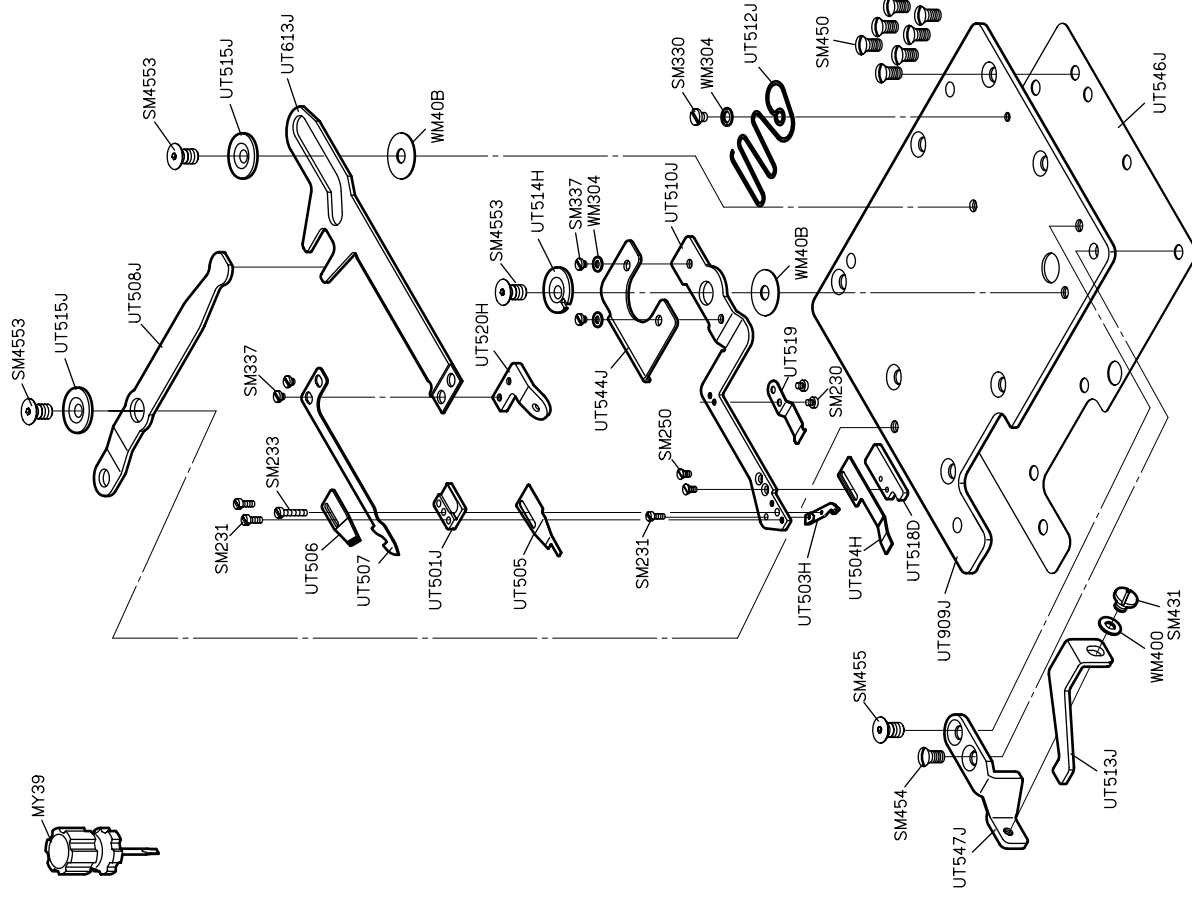 SM4553
UT515J
UT613J
WM40B
SM330
WM304
UT512J
SM450
UT546J
SM4553
UT515J
UT508J
SM4553
UT514H
SM337
WM304
UT510J
WM40B
SM337
UT520H
UT544J
UT519
SM230
SM250
SM233
SM231
UT506
UT507
UT501J
UT505
SM231
UT503H
UT504H
UT518D
UT909J
SM455
SM454
UT547J
UT513J
WM400
SM431
MY39